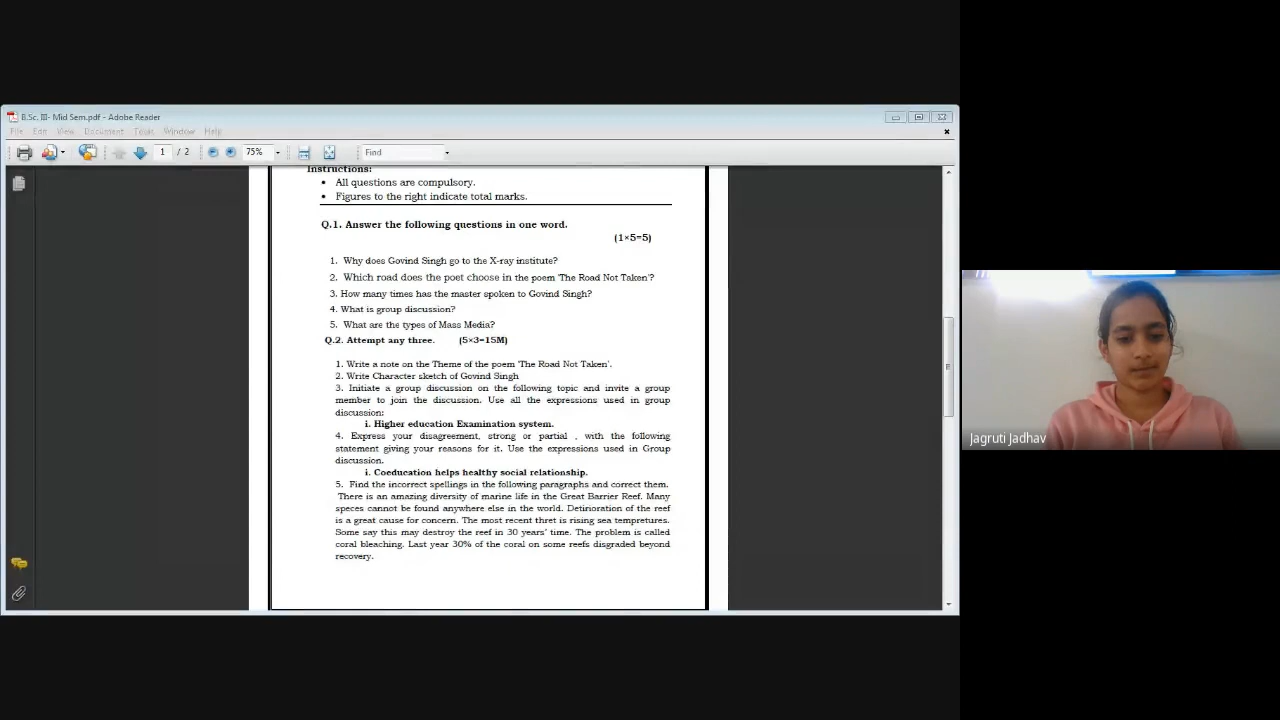 B.Sc. III- Mid Sem.pdf - Adobe Reader
File Edit View Document Tools Window Help
1 / 2 75% Find
Instructions:
• All questions are compulsory.
• Figures to the right indicate total marks.
Q.1. Answer the following questions in one word.
(1×5=5)
1. Why does Govind Singh go to the X-ray institute?
2. Which road does the poet choose in the poem 'The Road Not Taken'?
3. How many times has the master spoken to Govind Singh?
4. What is group discussion?
5. What are the types of Mass Media?
Q.2. Attempt any three. (5×3=15M)
1. Write a note on the Theme of the poem 'The Road Not Taken'.
2. Write Character sketch of Govind Singh
3. Initiate a group discussion on the following topic and invite a group
member to join the discussion. Use all the expressions used in group
discussion:
i. Higher education Examination system.
4. Express your disagreement, strong or partial , with the following
statement giving your reasons for it. Use the expressions used in Group
discussion.
i. Coeducation helps healthy social relationship.
5. Find the incorrect spellings in the following paragraphs and correct them.
There is an amazing diversity of marine life in the Great Barrier Reef. Many
speces cannot be found anywhere else in the world. Detirioration of the reef
is a great cause for concern. The most recent thret is rising sea tempretures.
Some say this may destroy the reef in 30 years' time. The problem is called
coral bleaching. Last year 30% of the coral on some reefs disgraded beyond
recovery.
Jagruti Jadhav